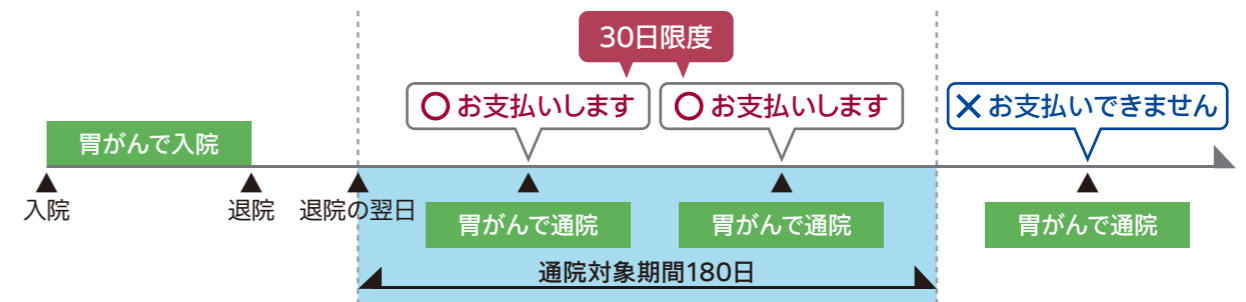 30日限度
〇お支払いします
〇お支払いします
×お支払いできません
胃がんで入院
入院
退院
退院の翌日
胃がんで通院
胃がんで通院
胃がんで通院
通院対象期間180日